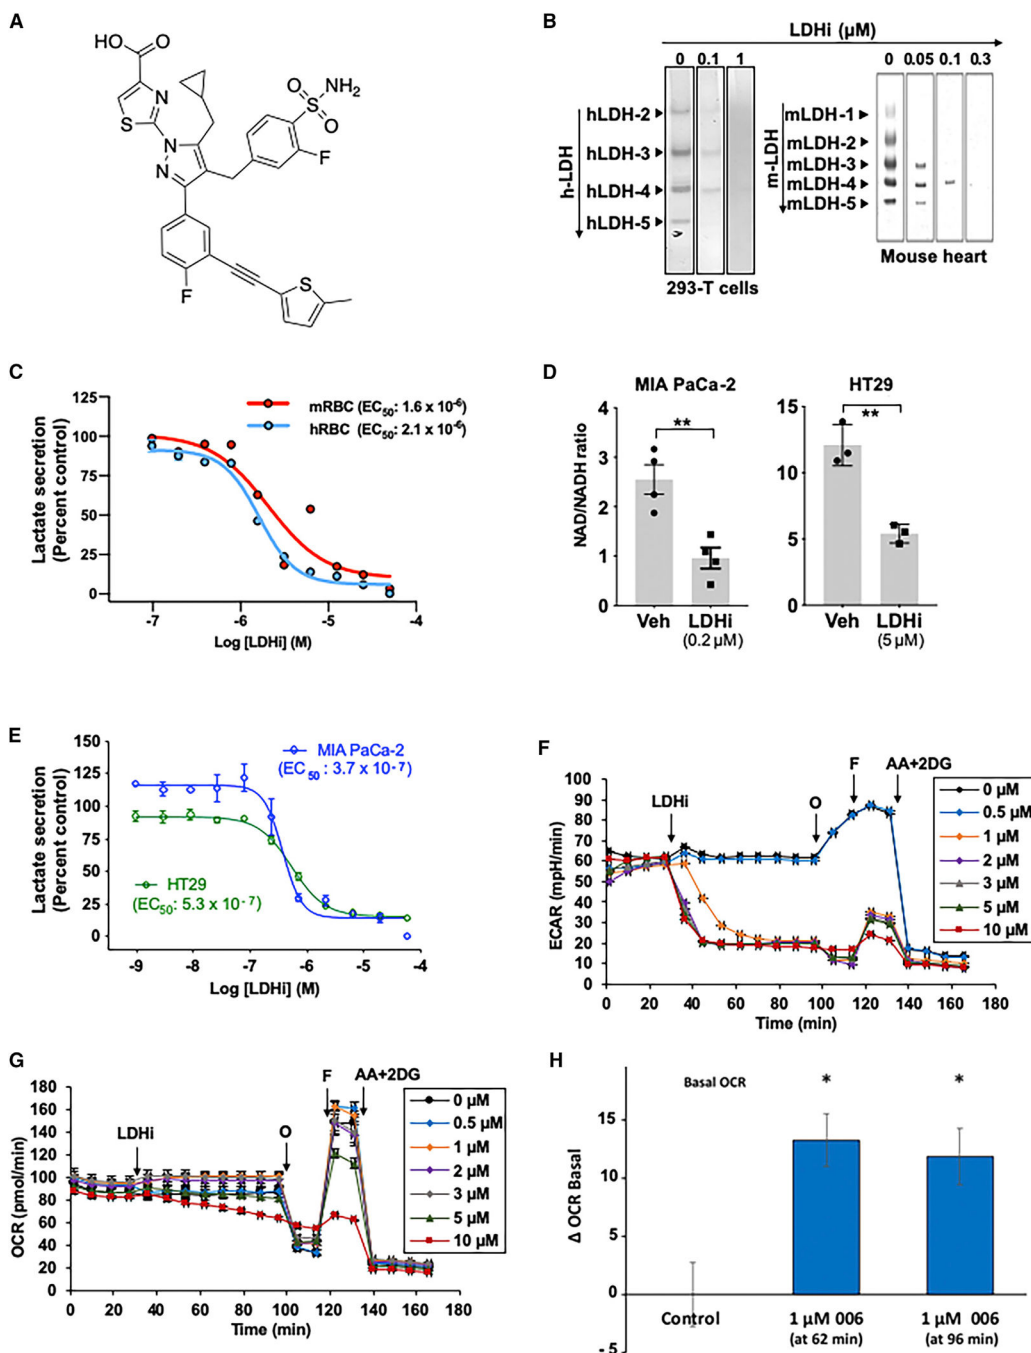 A
HO
O
N
S
N
N
S
NH₂
O
O
F
F
S
B
LDHi (µM)
0 0.1 1
hLDH-2
hLDH-3
hLDH-4
hLDH-5
h-LDH
293-T cells
0 0.05 0.1 0.3
mLDH-1
mLDH-2
mLDH-3
mLDH-4
mLDH-5
m-LDH
Mouse heart
C
Lactate secretion
(Percent control)
125
100
75
50
25
0
mRBC (EC₅₀: 1.6 x 10⁻⁶)
hRBC (EC₅₀: 2.1 x 10⁻⁶)
-7 -6 -5 -4
Log [LDHi] (M)
D
MIA PaCa-2
NAD/NADH ratio
4
3
2
1
0
**
Veh LDHi
(0.2 µM)
HT29
15
10
5
0
**
Veh LDHi
(5 µM)
E
Lactate secretion
(Percent control)
150
125
100
75
50
25
0
MIA PaCa-2
(EC₅₀ : 3.7 x 10⁻⁷)
HT29
(EC₅₀: 5.3 x 10⁻⁷)
-9 -8 -7 -6 -5 -4
Log [LDHi] (M)
F
ECAR (mpH/min)
100
90
80
70
60
50
40
30
20
10
0
LDHi
O
F
AA+2DG
0 µM
0.5 µM
1 µM
2 µM
3 µM
5 µM
10 µM
0 20 40 60 80 100 120 140 160 180
Time (min)
G
OCR (pmol/min)
180
160
140
120
100
80
60
40
20
0
LDHi
O
F
AA+2DG
0 µM
0.5 µM
1 µM
2 µM
3 µM
5 µM
10 µM
0 20 40 60 80 100 120 140 160 180
Time (min)
H
Basal OCR
Δ OCR Basal
15
10
5
0
- 5
*
*
Control
1 µM 006
(at 62 min)
1 µM 006
(at 96 min)